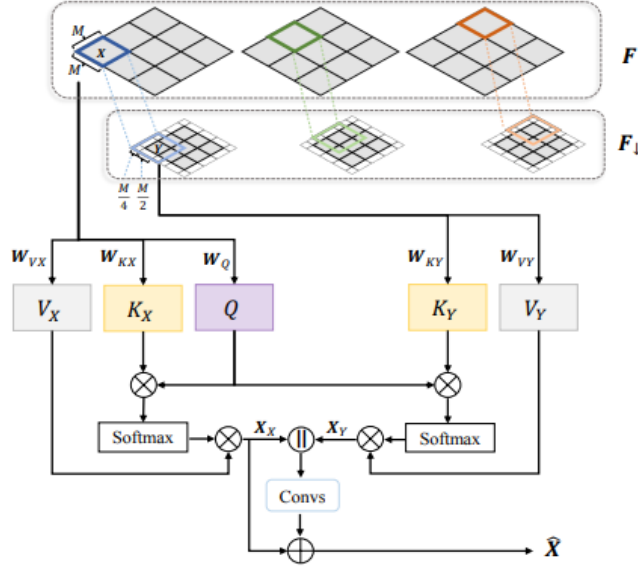 M
X
M
F
Y
F↓
M/4 M/2
W_VX W_KX W_Q W_KY W_VY
V_X K_X Q K_Y V_Y
Softmax X_X || X_Y Softmax
Convs
X̂